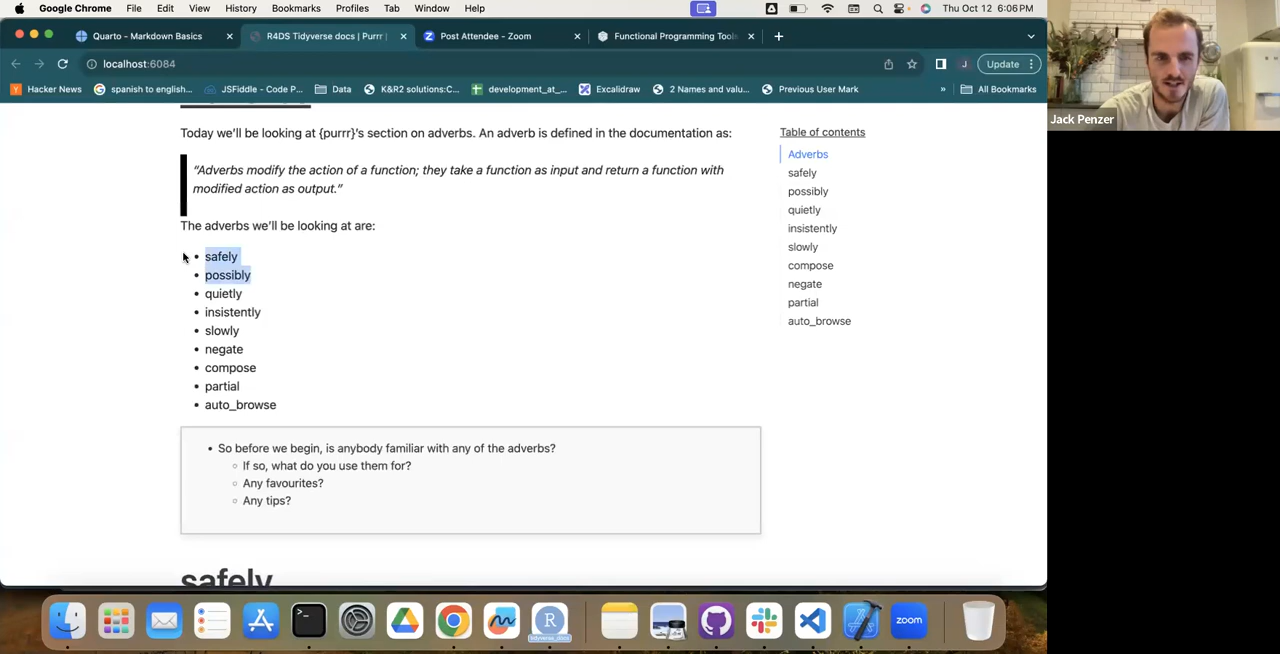 Google Chrome File Edit View History Bookmarks Profiles Tab Window Help Thu Oct 12 6:06 PM
Quarto - Markdown Basics R4DS Tidyverse docs | Purrr | Post Attendee - Zoom Functional Programming Tools
localhost:6084 J Update
Hacker News spanish to english... JSFiddle - Code P... Data K&R2 solutions:C... development_at_... Excalidraw 2 Names and valu... Previous User Mark » All Bookmarks
Jack Penzer
Today we'll be looking at {purrr}'s section on adverbs. An adverb is defined in the documentation as:
“Adverbs modify the action of a function; they take a function as input and return a function with
modified action as output.”
The adverbs we'll be looking at are:
• safely
• possibly
• quietly
• insistently
• slowly
• negate
• compose
• partial
• auto_browse
• So before we begin, is anybody familiar with any of the adverbs?
◦ If so, what do you use them for?
◦ Any favourites?
◦ Any tips?
safely
Table of contents
Adverbs
safely
possibly
quietly
insistently
slowly
compose
negate
partial
auto_browse
R
tidyverse_docs
zoom